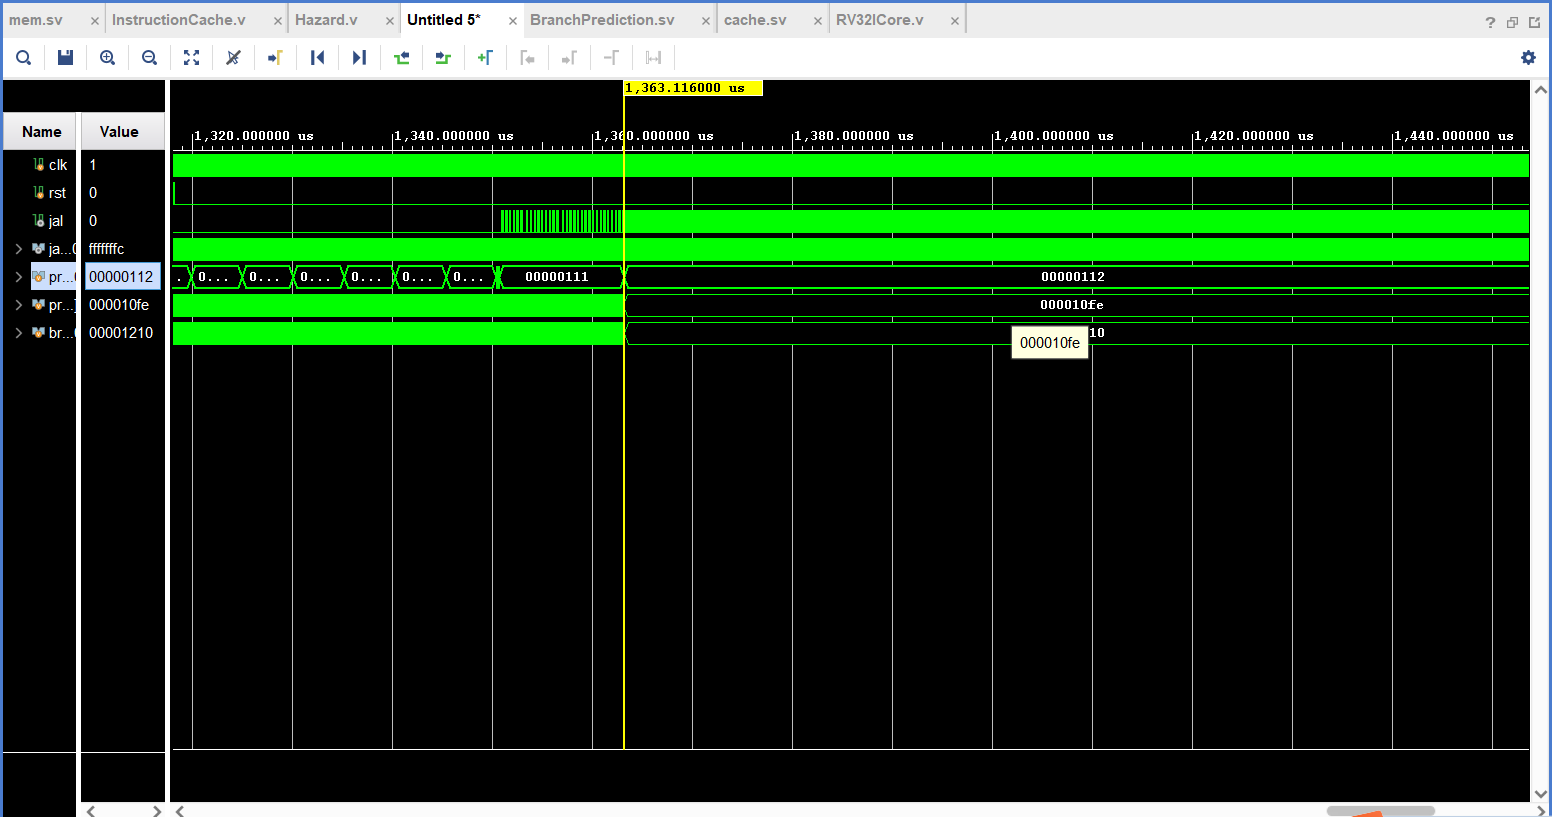 mem.sv × InstructionCache.v × Hazard.v × Untitled 5* × BranchPrediction.sv × cache.sv × RV32ICore.v × ?
1,363.116000 us
Name Value 1,320.000000 us 1,340.000000 us 1,360.000000 us 1,380.000000 us 1,400.000000 us 1,420.000000 us 1,440.000000 us
clk 1
rst 0
jal 0
ja...0 fffffffc
pr...0 00000112 . 0... 0... 0... 0... 0... 0... 00000111 00000112
pr...] 000010fe 000010fe
br...0 00001210 10
000010fe